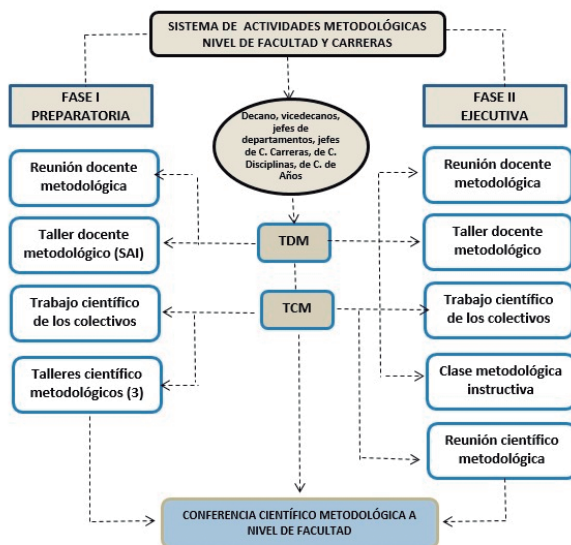 SISTEMA DE ACTIVIDADES METODOLÓGICAS
NIVEL DE FACULTAD Y CARRERAS
FASE I
PREPARATORIA
Reunión docente
metodológica
Taller docente
metodológico (SAI)
Trabajo científico
de los colectivos
Talleres científico
metodológicos (3)
Decano, vicedecanos,
jefes de
departamentos, jefes
de C. Carreras, de C.
Disciplinas, de C. de
Años
TDM
TCM
FASE II
EJECUTIVA
Reunión docente
metodológica
Taller docente
metodológico
Trabajo científico
de los colectivos
Clase metodológica
instructiva
Reunión científico
metodológica
CONFERENCIA CIENTÍFICO METODOLÓGICA A
NIVEL DE FACULTAD